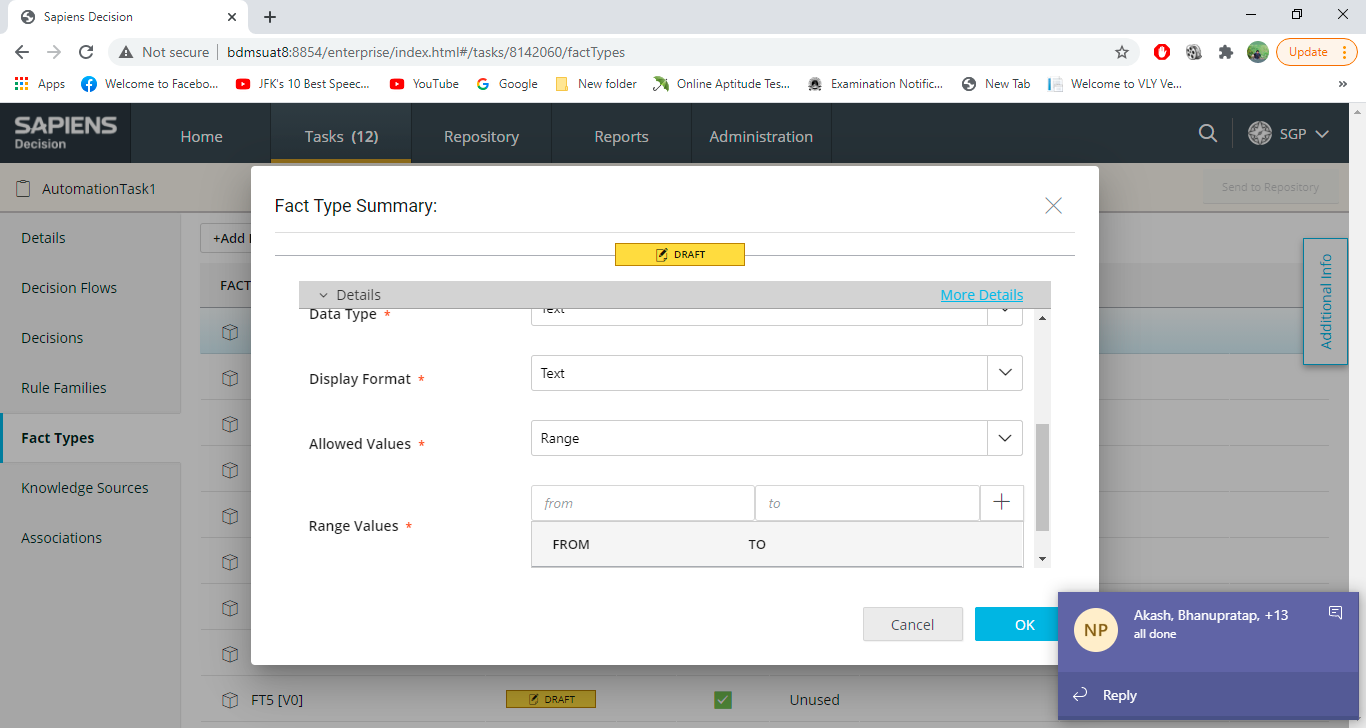 Sapiens Decision
Not secure
bdmsuat8:8854/enterprise/index.html#/tasks/8142060/factTypes
Update
Apps
Welcome to Facebo...
JFK's 10 Best Speec...
YouTube
Google
New folder
Online Aptitude Tes...
Examination Notific...
New Tab
Welcome to VLY Ve...
»
SAPIENS
Decision
Home
Tasks (12)
Repository
Reports
Administration
SGP
AutomationTask1
Send to Repository
Details
Decision Flows
Decisions
Rule Families
Fact Types
Knowledge Sources
Associations
+Add
FACT
Additional Info
Fact Type Summary:
DRAFT
Details
More Details
Data Type *
Text
Display Format *
Text
Allowed Values *
Range
Range Values *
from
to
FROM
TO
Cancel
OK
FT5 [V0]
DRAFT
Unused
NP
Akash, Bhanupratap, +13
all done
Reply